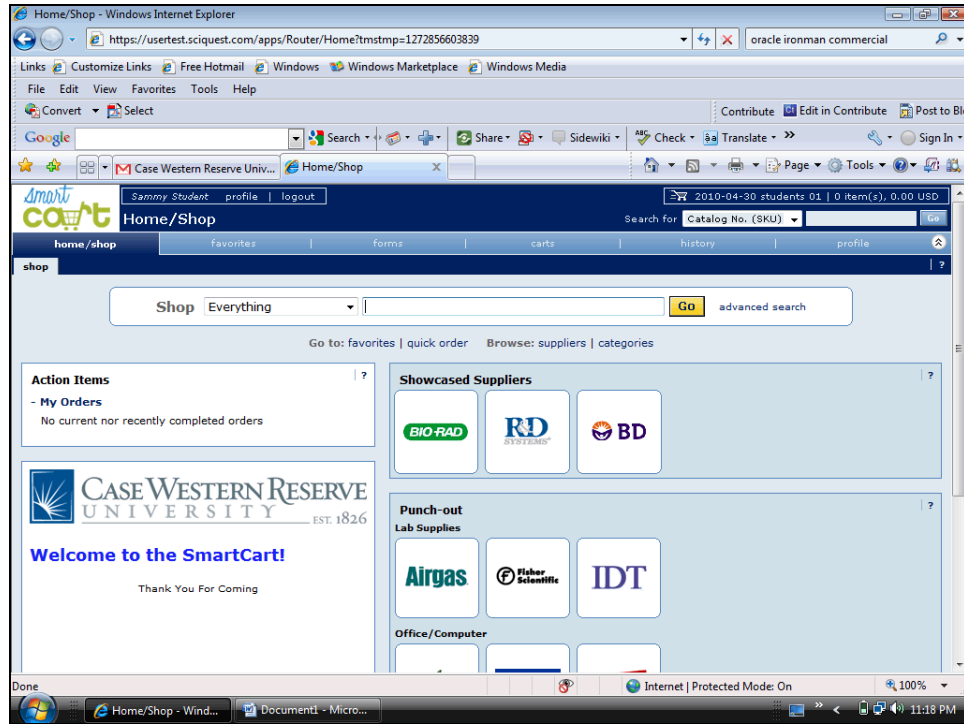 Home/Shop - Windows Internet Explorer
https://usertest.sciquest.com/apps/Router/Home?tmstmp=1272856603839
oracle ironman commercial
Links Customize Links Free Hotmail Windows Windows Marketplace Windows Media
File Edit View Favorites Tools Help
Convert Select
Contribute Edit in Contribute Post to Bl
Google Search Share Sidewiki Check Translate Sign In
Case Western Reserve Univ... Home/Shop X Page Tools
smart cart
Sammy Student profile | logout
2010-04-30 students 01 | 0 item(s), 0.00 USD
Home/Shop
Search for Catalog No. (SKU) Go
home/shop favorites | forms | carts | history | profile
shop | ?
Shop Everything Go advanced search
Go to: favorites | quick order Browse: suppliers | categories
Action Items | ?
- My Orders
No current nor recently completed orders
CASE WESTERN RESERVE
UNIVERSITY EST. 1826
Welcome to the SmartCart!
Thank You For Coming
Showcased Suppliers | ?
BIO-RAD
R&D SYSTEMS
BD
Punch-out | ?
Lab Supplies
Airgas
Fisher Scientific
IDT
Office/Computer
Done
Internet | Protected Mode: On
100%
Home/Shop - Wind... Document1 - Micro... 11:18 PM